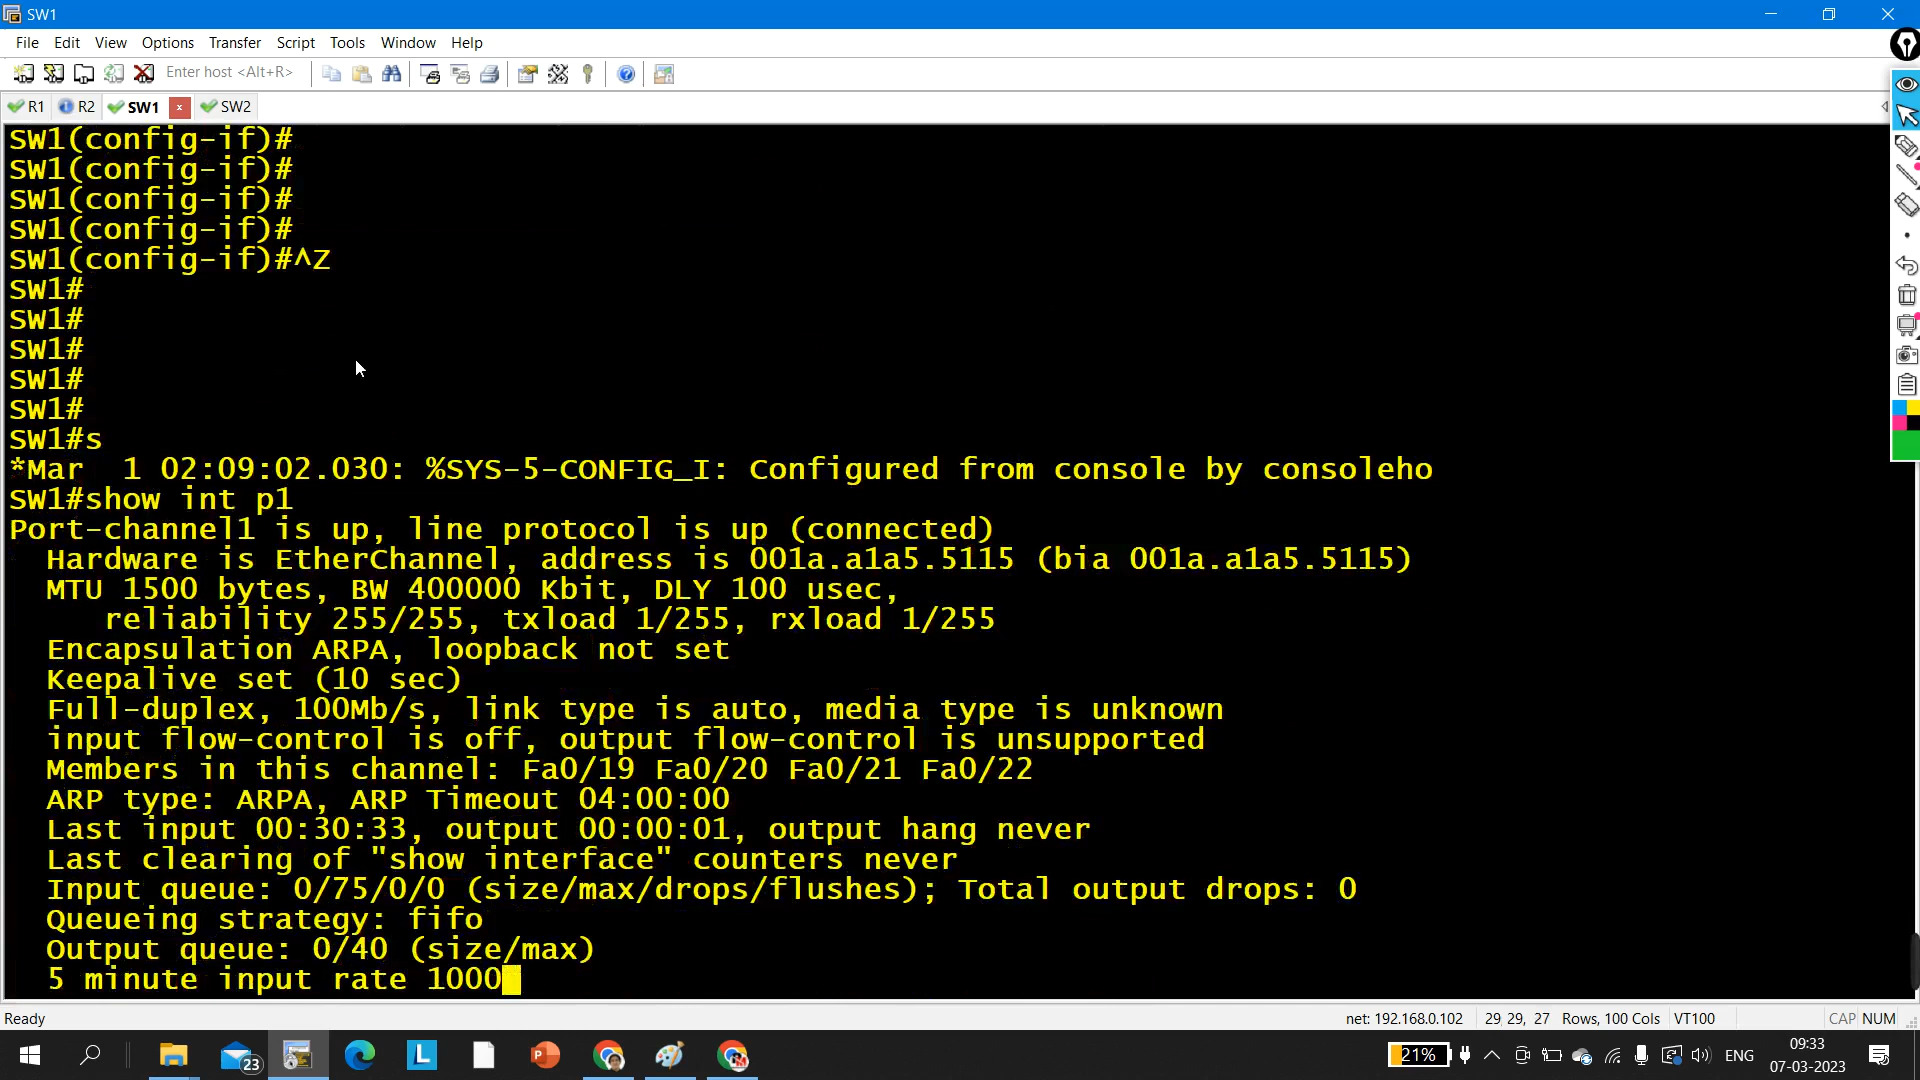 SW1
File Edit View Options Transfer Script Tools Window Help
Enter host <Alt+R>
R1 R2 SW1 x SW2
SW1(config-if)#
SW1(config-if)#
SW1(config-if)#
SW1(config-if)#
SW1(config-if)#^Z
SW1#
SW1#
SW1#
SW1#
SW1#
SW1#s
*Mar  1 02:09:02.030: %SYS-5-CONFIG_I: Configured from console by consoleho
SW1#show int p1
Port-channel1 is up, line protocol is up (connected)
  Hardware is EtherChannel, address is 001a.a1a5.5115 (bia 001a.a1a5.5115)
  MTU 1500 bytes, BW 400000 Kbit, DLY 100 usec,
     reliability 255/255, txload 1/255, rxload 1/255
  Encapsulation ARPA, loopback not set
  Keepalive set (10 sec)
  Full-duplex, 100Mb/s, link type is auto, media type is unknown
  input flow-control is off, output flow-control is unsupported
  Members in this channel: Fa0/19 Fa0/20 Fa0/21 Fa0/22
  ARP type: ARPA, ARP Timeout 04:00:00
  Last input 00:30:33, output 00:00:01, output hang never
  Last clearing of "show interface" counters never
  Input queue: 0/75/0/0 (size/max/drops/flushes); Total output drops: 0
  Queueing strategy: fifo
  Output queue: 0/40 (size/max)
  5 minute input rate 1000
Ready net: 192.168.0.102 29 29, 27 Rows, 100 Cols VT100 CAP NUM
23 L P 21% ENG 09:33
07-03-2023